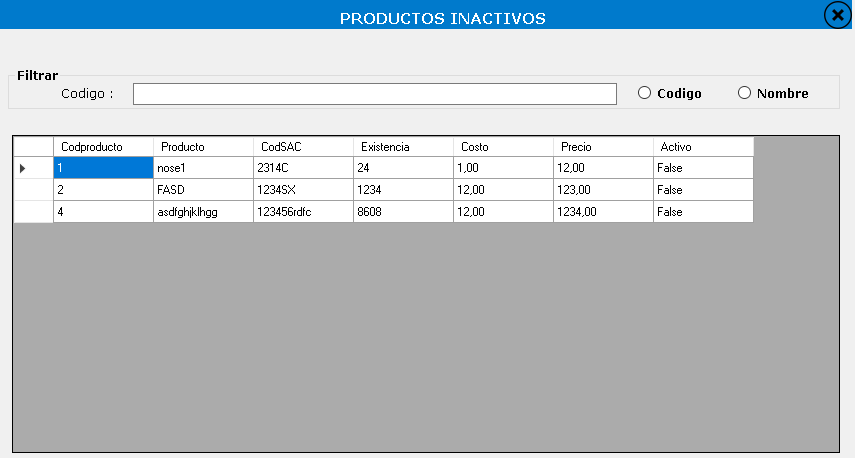 PRODUCTOS INACTIVOS
Filtrar
Codigo : Codigo Nombre
Codproducto Producto CodSAC Existencia Costo Precio Activo
1 nose1 2314C 24 1,00 12,00 False
2 FASD 1234SX 1234 12,00 123,00 False
4 asdfghjklhgg 123456rdfc 8608 12,00 1234,00 False